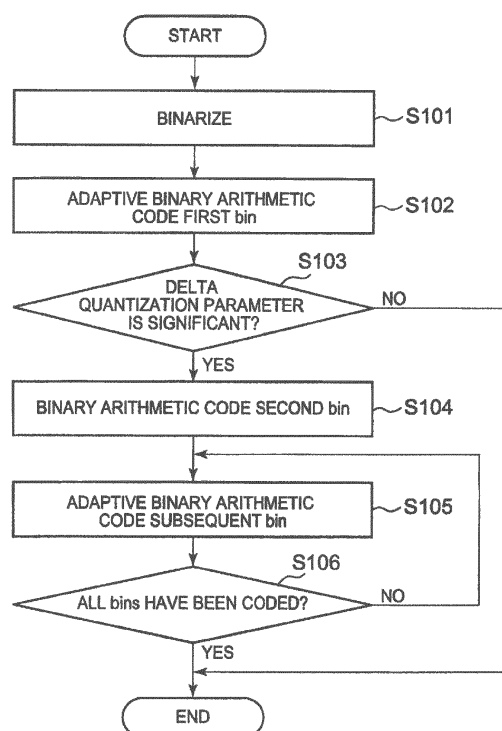 START
BINARIZE
S101
ADAPTIVE BINARY ARITHMETIC
CODE FIRST bin
S102
S103
DELTA
QUANTIZATION PARAMETER
IS SIGNIFICANT?
NO
YES
BINARY ARITHMETIC CODE SECOND bin
S104
ADAPTIVE BINARY ARITHMETIC
CODE SUBSEQUENT bin
S105
S106
ALL bins HAVE BEEN CODED?
NO
YES
END